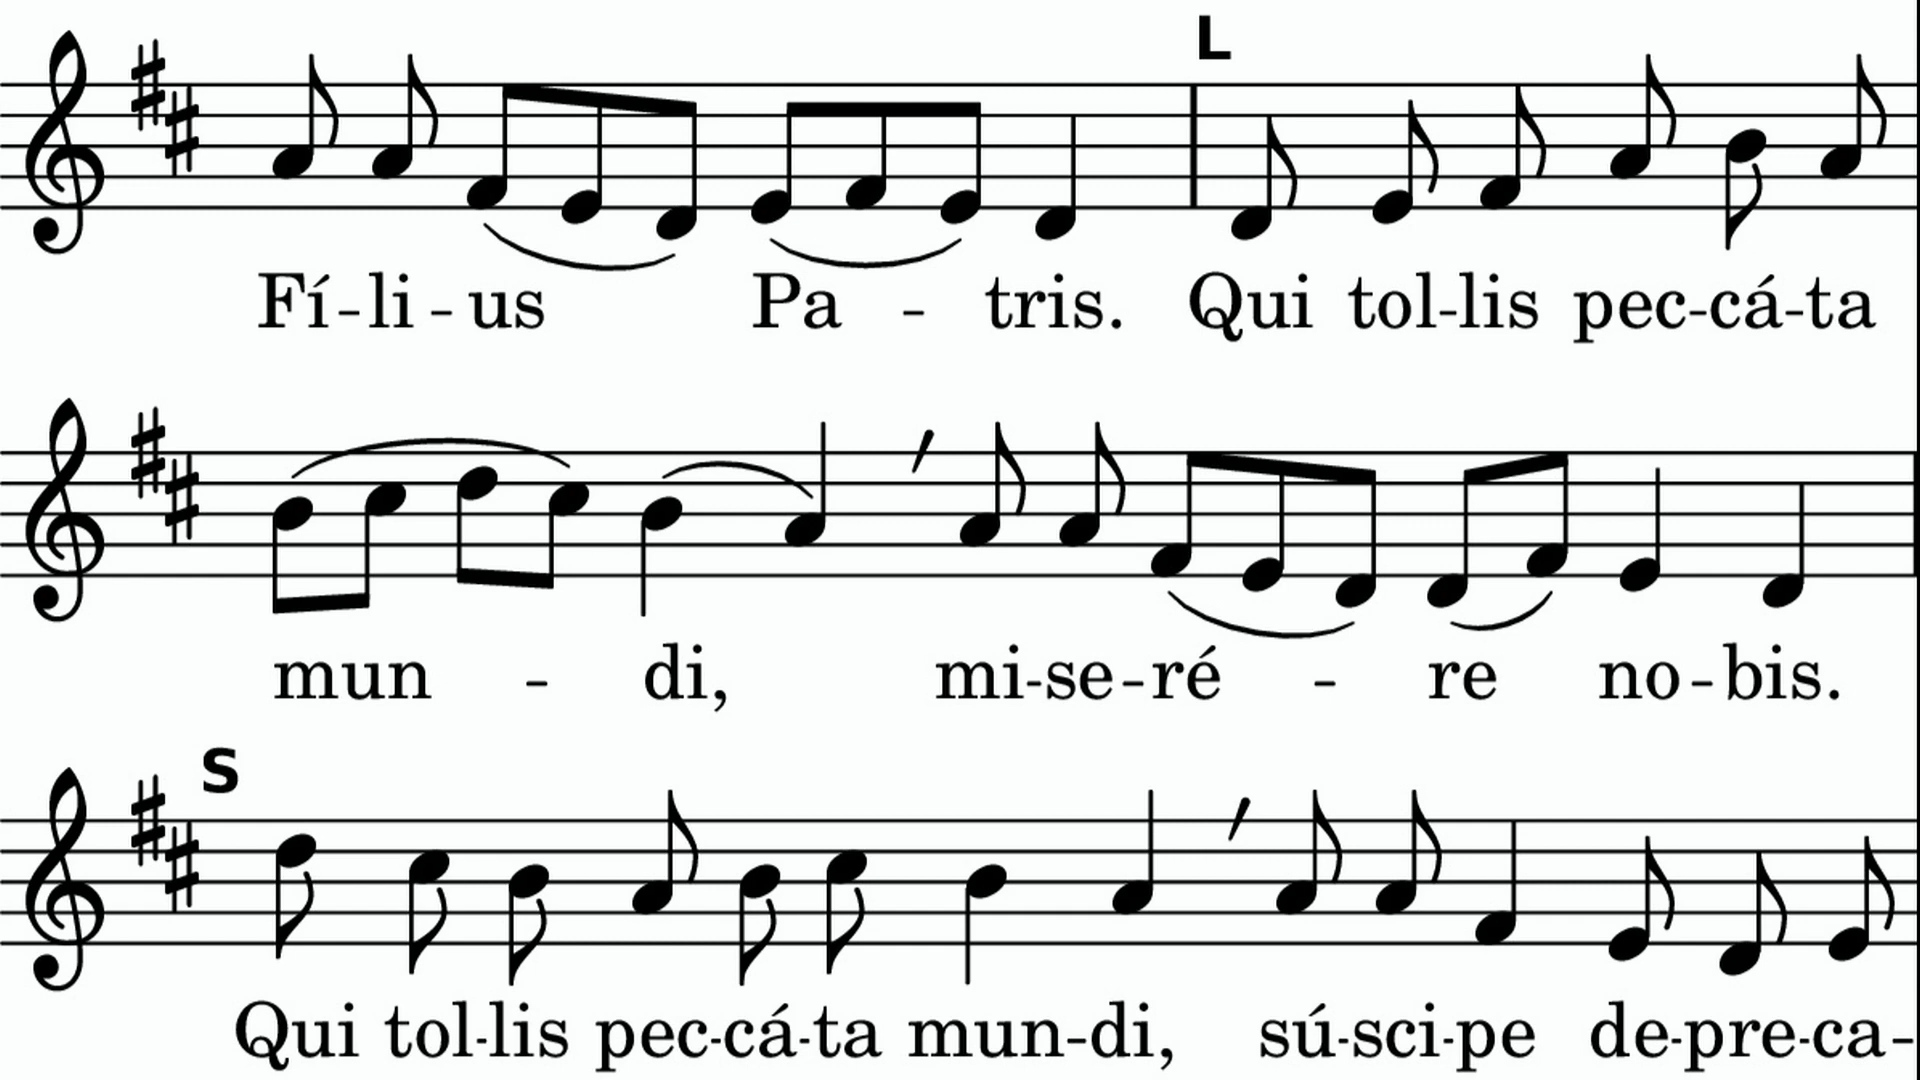 L
Fí-li-us Pa - tris. Qui tol-lis pec-cá-ta
mun - di, mi-se-ré - re no-bis.
S
Qui tol-lis pec-cá-ta mun-di, sú-sci-pe de-pre-ca-